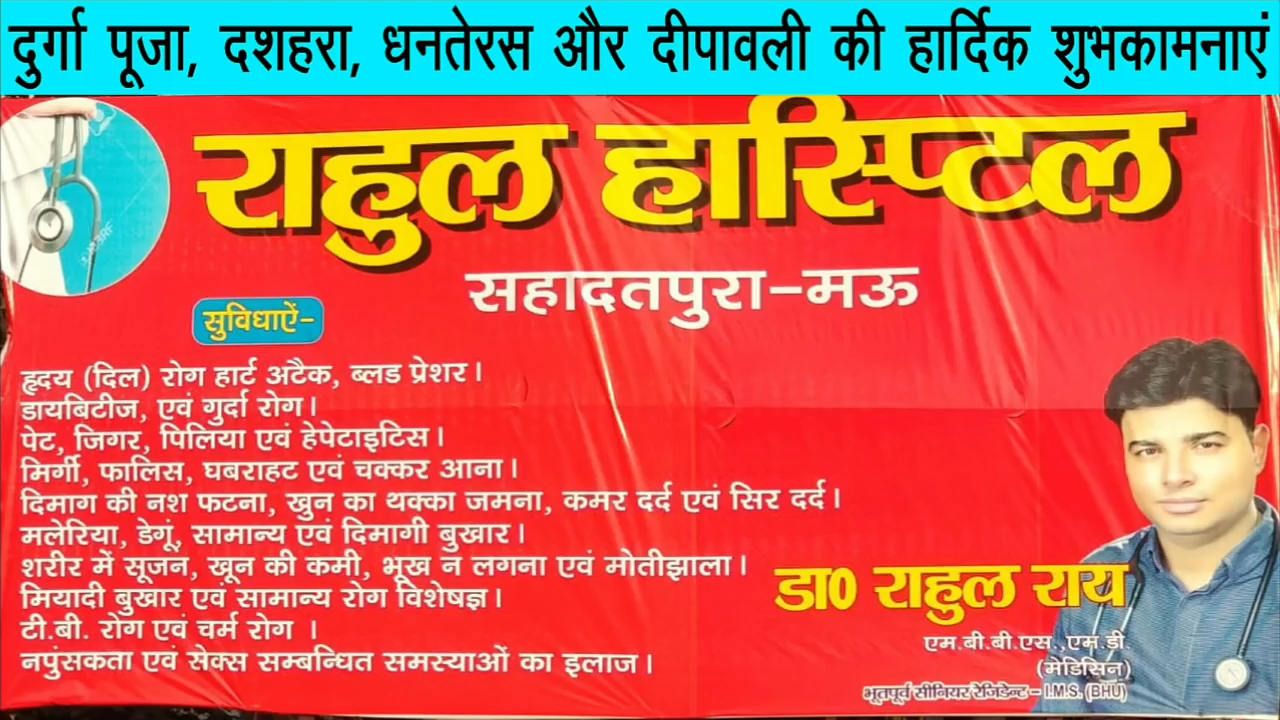 दुर्गा पूजा, दशहरा, धनतेरस और दीपावली की हार्दिक शुभकामनाएं
राहुल हास्पिटल
सहादतपुरा-मऊ
सुविधाऐं-
हृदय (दिल) रोग हार्ट अटैक, ब्लड प्रेशर।
डायबिटीज, एवं गुर्दा रोग।
पेट, जिगर, पिलिया एवं हेपेटाइटिस।
मिर्गी, फालिस, घबराहट एवं चक्कर आना।
दिमाग की नश फटना, खुन का थक्का जमना, कमर दर्द एवं सिर दर्द।
मलेरिया, डेगूं, सामान्य एवं दिमागी बुखार।
शरीर में सूजन, खून की कमी, भूख न लगना एवं मोतीझाला।
मियादी बुखार एवं सामान्य रोग विशेषज्ञ।
टी.बी. रोग एवं चर्म रोग ।
नपुंसकता एवं सेक्स सम्बन्धित समस्याओं का इलाज।
डा0 राहुल राय
एम.बी.बी.एस.,एम.डी.
(मेडिसिन)
भूतपूर्व सीनियर रेजिडेन्ट - I.M.S. (BHU)